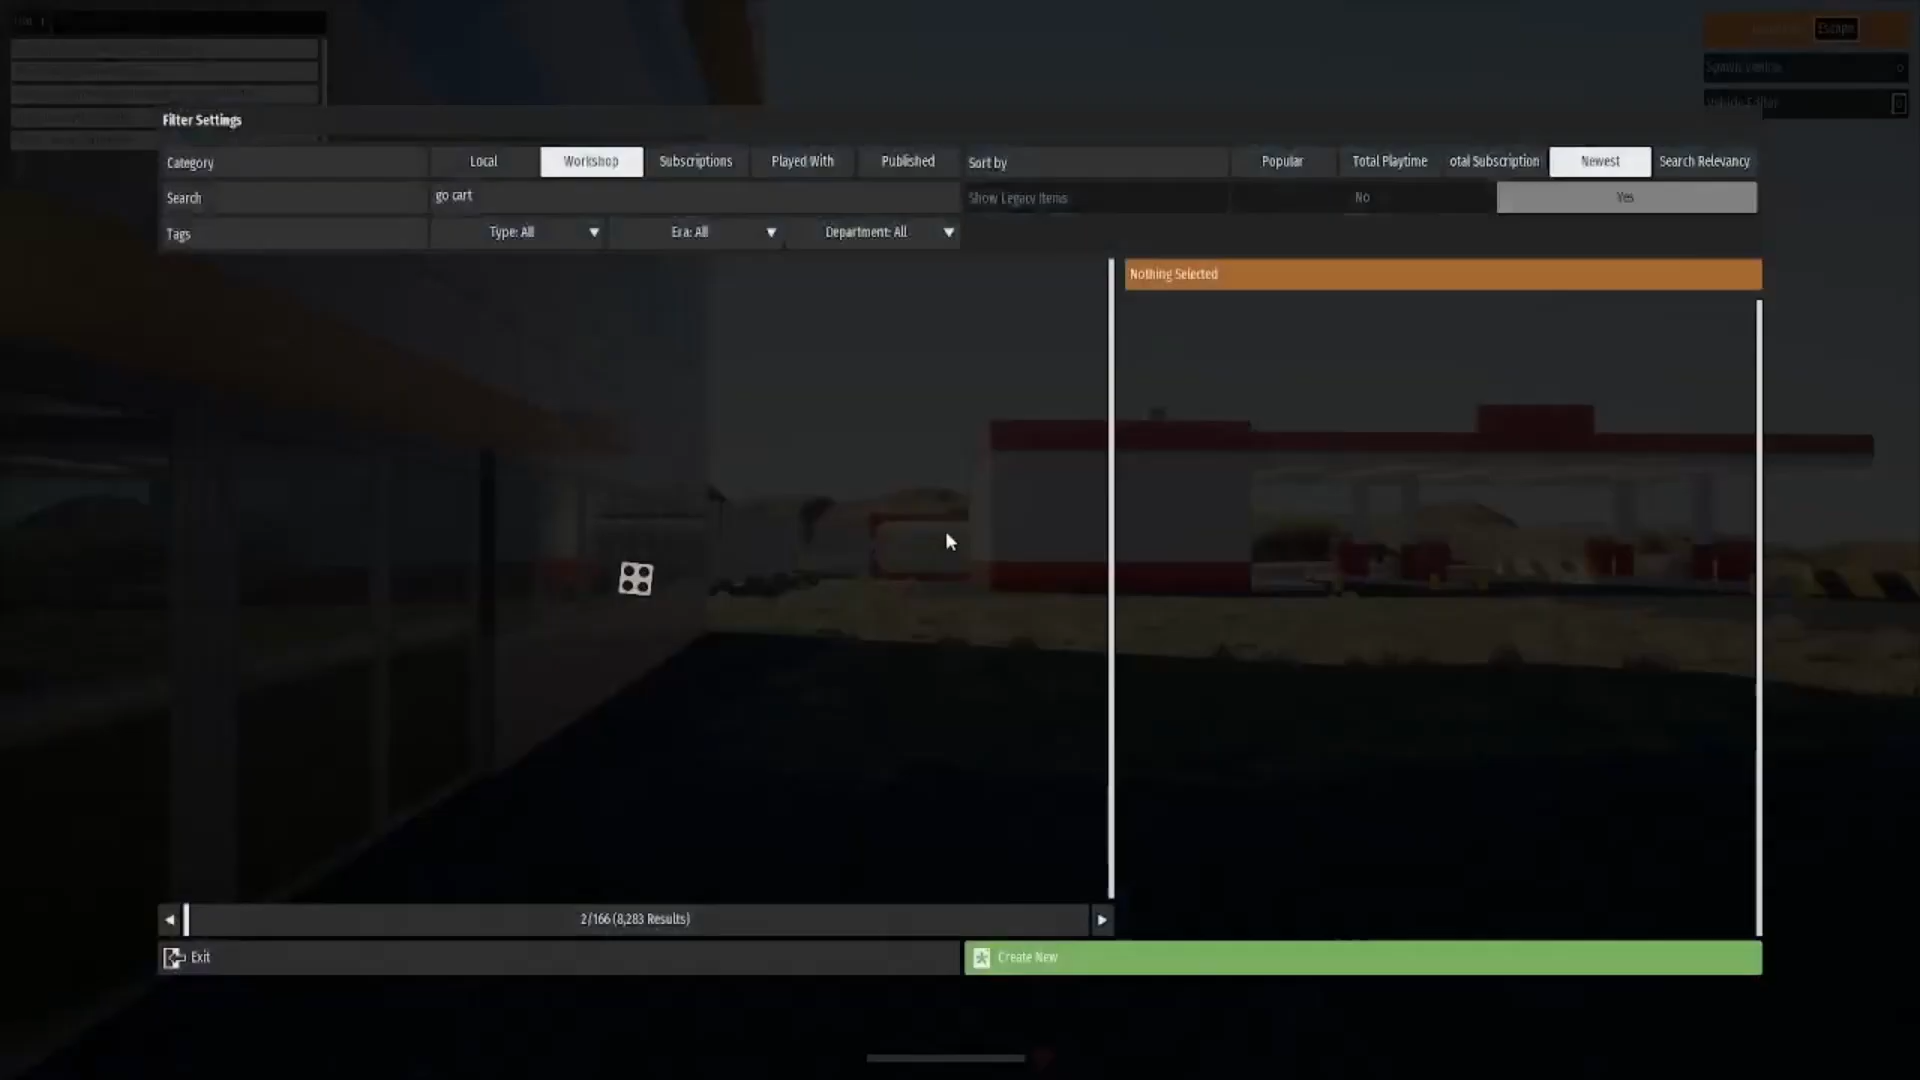 Escape
Filter Settings
Category Local Workshop Subscriptions Played With Published Sort by Popular Total Playtime otal Subscription Newest Search Relevancy
Search go cart Show Legacy Items No Yes
Tags Type: All Era: All Department: All
Nothing Selected
2/166 (8,283 Results)
Exit Create New